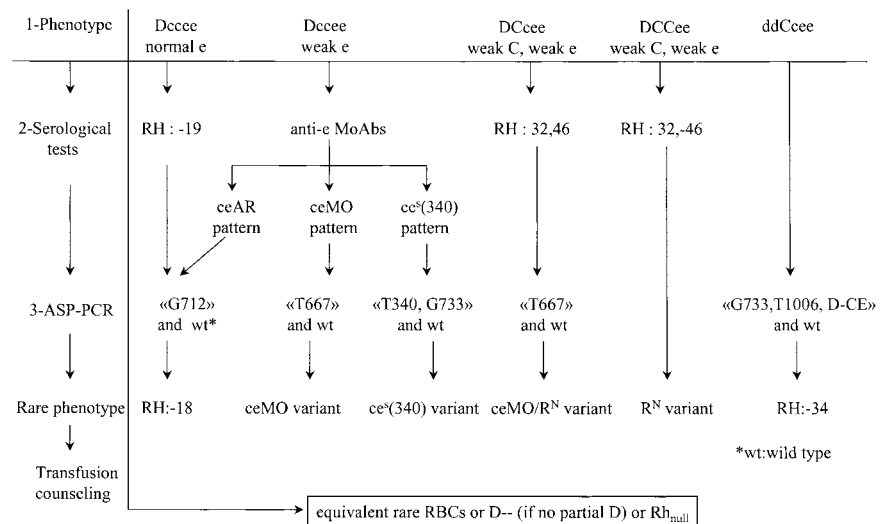 1-Phenotype Dccee Dccee DCcee DCCee ddCcee
normal e weak e weak C, weak e weak C, weak e
2-Serological RH : -19 anti-e MoAbs RH : 32,46 RH : 32,-46
tests
ceAR ceMO ceˢ(340)
pattern pattern pattern
3-ASP-PCR «G712» «T667» «T340, G733» «T667» «G733,T1006, D-CE»
and wt* and wt and wt and wt and wt
Rare phenotype RH:-18 ceMO variant ceˢ(340) variant ceMO/Rᴺ variant Rᴺ variant RH:-34
*wt:wild type
Transfusion
counseling
equivalent rare RBCs or D-- (if no partial D) or Rhnull